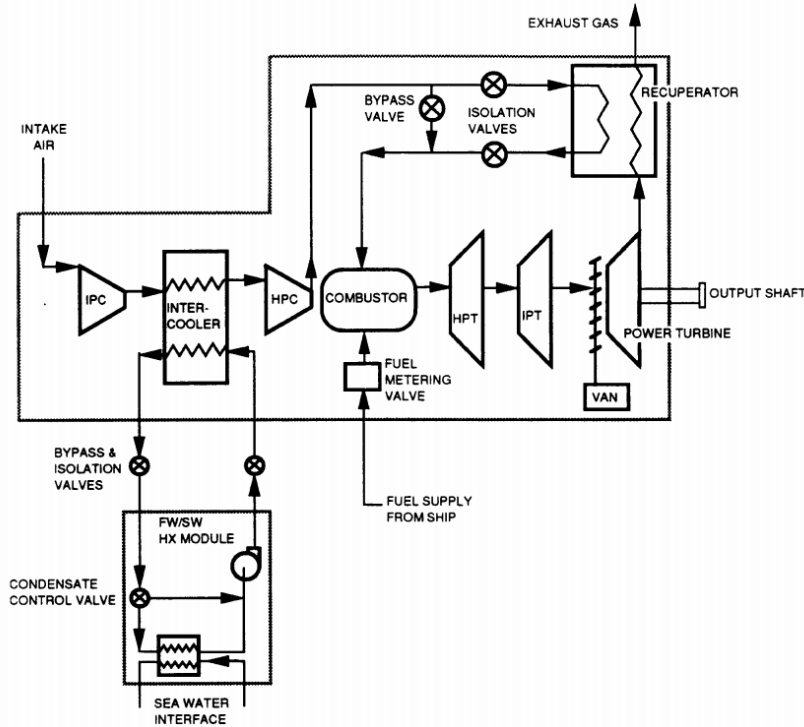 EXHAUST GAS
RECUPERATOR
BYPASS
VALVE
ISOLATION
VALVES
INTAKE
AIR
IPC
INTER-
COOLER
HPC
COMBUSTOR
HPT
IPT
OUTPUT SHAFT
POWER TURBINE
FUEL
METERING
VALVE
VAN
BYPASS &
ISOLATION
VALVES
FUEL SUPPLY
FROM SHIP
FW/SW
HX MODULE
CONDENSATE
CONTROL VALVE
SEA WATER
INTERFACE